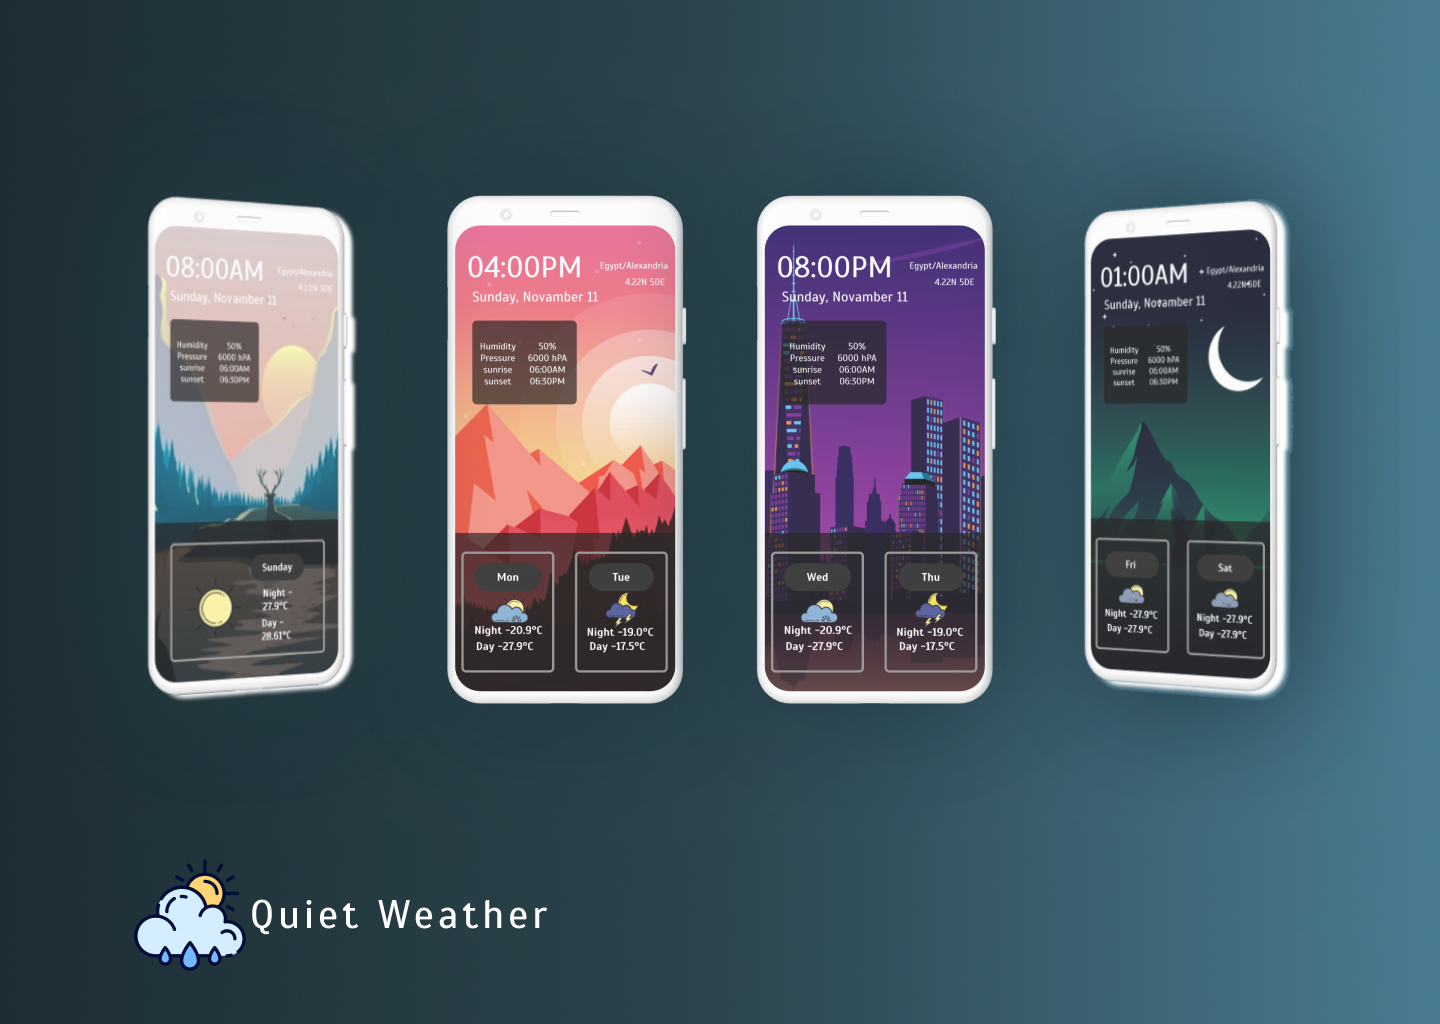 08:00AM
Egypt/Alexandria
4.22N 5DE
Sunday, Novamber 11
Humidity 50%
Pressure 6000 hPA
sunrise 06:00AM
sunset 06:30PM
Sunday
Night -
27.9°C
Day -
28.61°C
04:00PM
Egypt/Alexandria
4.22N 5DE
Sunday, Novamber 11
Humidity 50%
Pressure 6000 hPA
sunrise 06:00AM
sunset 06:30PM
Mon
Night -20.9°C
Day -27.9°C
Tue
Night -19.0°C
Day -17.5°C
08:00PM
Egypt/Alexandria
4.22N 5DE
Sunday, Novamber 11
Humidity 50%
Pressure 6000 hPA
sunrise 06:00AM
sunset 06:30PM
Wed
Night -20.9°C
Day -27.9°C
Thu
Night -19.0°C
Day -17.5°C
01:00AM
Egypt/Alexandria
4.22N 5DE
Sunday, Novamber 11
Humidity 50%
Pressure 6000 hPA
sunrise 06:00AM
sunset 06:30PM
Fri
Night -27.9°C
Day -27.9°C
Sat
Night -27.9°C
Day -27.9°C
Quiet Weather